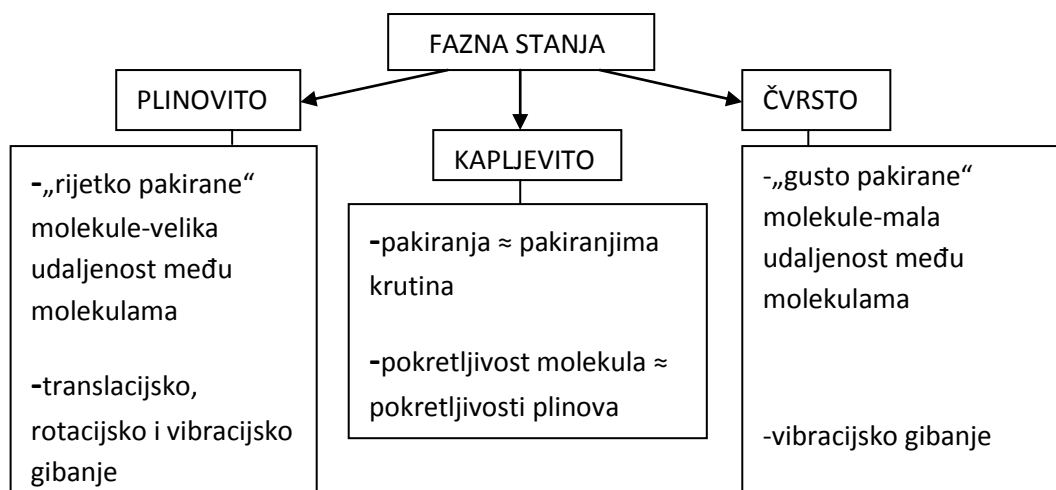 FAZNA STANJA
PLINOVITO
-„rijetko pakirane“
molekule-velika
udaljenost među
molekulama
-translacijsko,
rotacijsko i vibracijsko
gibanje
KAPLJEVITO
-pakiranja ≈ pakiranjima
krutina
-pokretljivost molekula ≈
pokretljivosti plinova
ČVRSTO
-„gusto pakirane“
molekule-mala
udaljenost među
molekulama
-vibracijsko gibanje